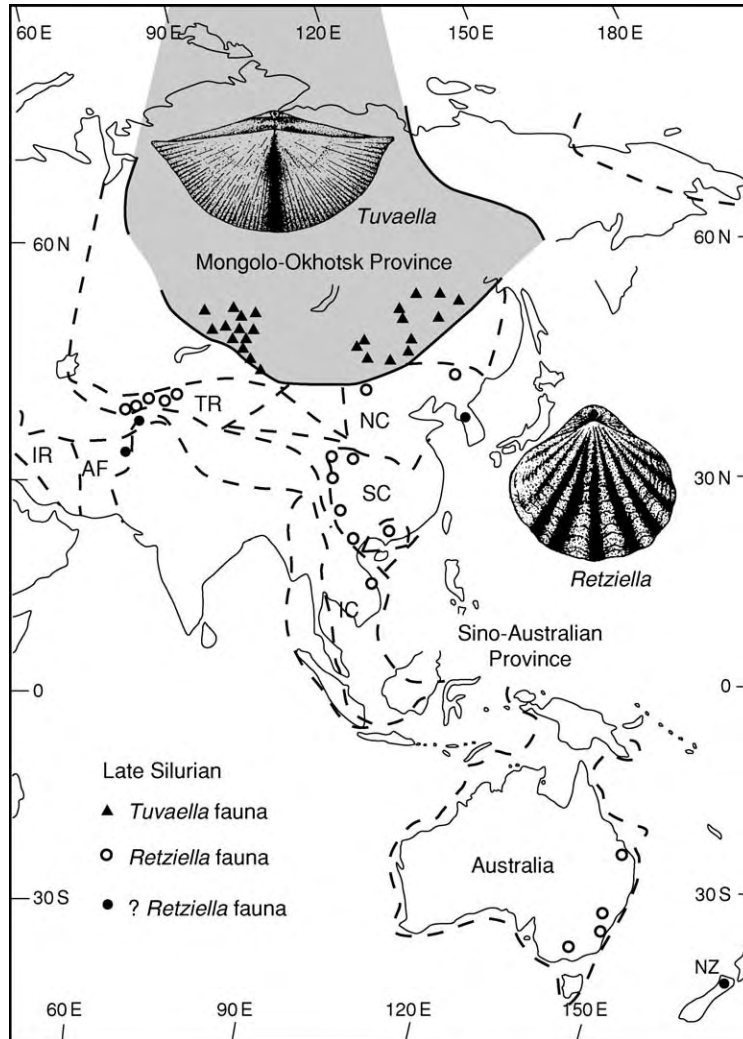 60 E 90 E 120 E 150 E 180 E
Tuvaella
60 N 60 N
Mongolo-Okhotsk Province
TR NC
IR AF
30 N
SC
Retziella
IC
Sino-Australian
Province
0 0
Late Silurian
Tuvaella fauna
Retziella fauna
Australia
? Retziella fauna
30 S 30 S
NZ
60 E 90 E 120 E 150 E